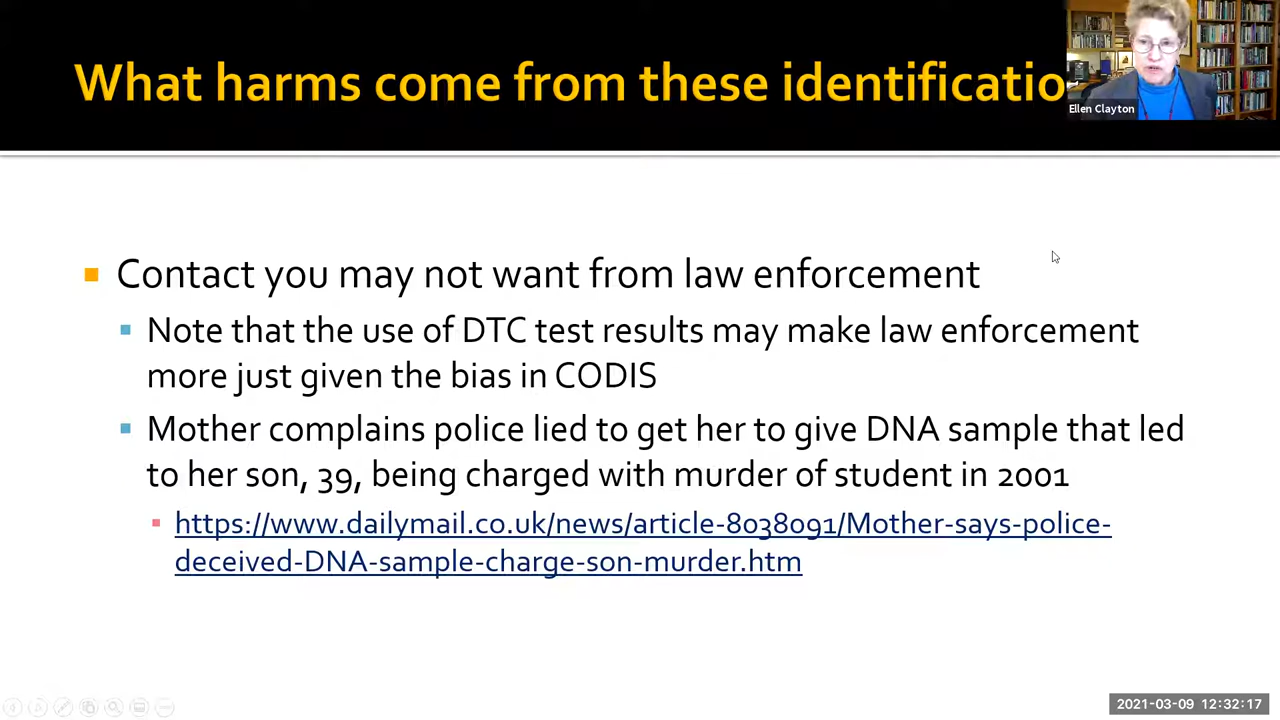 What harms come from these identificatio
Ellen Clayton
Contact you may not want from law enforcement
Note that the use of DTC test results may make law enforcement
more just given the bias in CODIS
Mother complains police lied to get her to give DNA sample that led
to her son, 39, being charged with murder of student in 2001
https://www.dailymail.co.uk/news/article-8038091/Mother-says-police-
deceived-DNA-sample-charge-son-murder.htm
2021-03-09 12:32:17